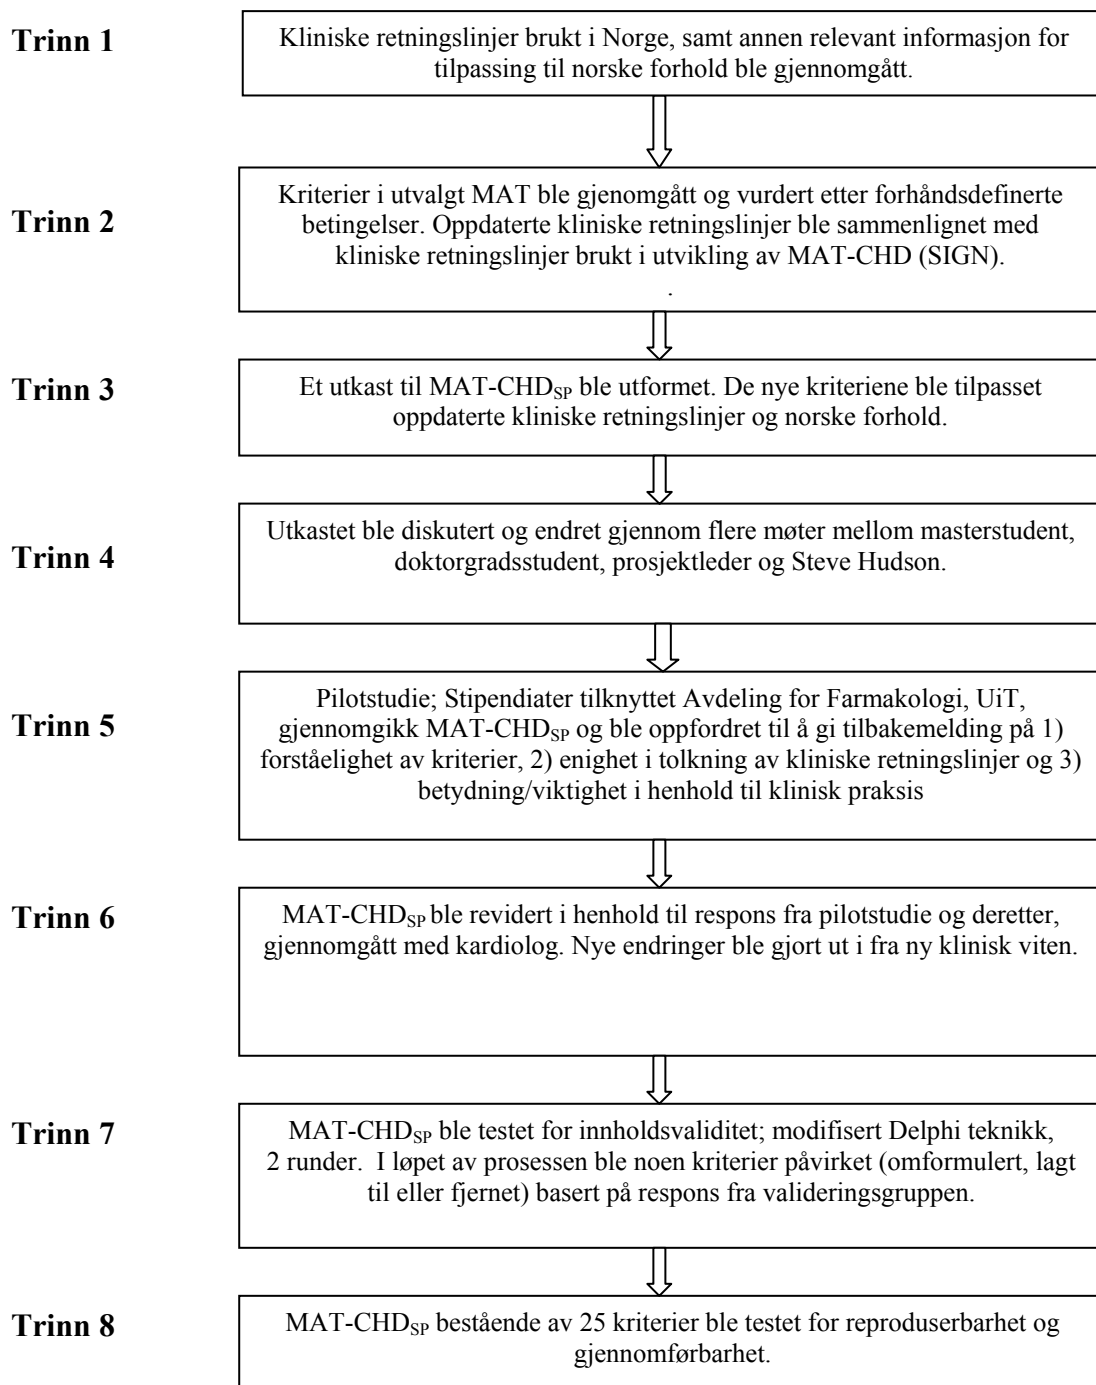 Trinn 1
Kliniske retningslinjer brukt i Norge, samt annen relevant informasjon for
tilpassing til norske forhold ble gjennomgått.
Trinn 2
Kriterier i utvalgt MAT ble gjenomgått og vurdert etter forhåndsdefinerte
betingelser. Oppdaterte kliniske retningslinjer ble sammenlignet med
kliniske retningslinjer brukt i utvikling av MAT-CHD (SIGN).
.
Trinn 3
Et utkast til MAT-CHDSP ble utformet. De nye kriteriene ble tilpasset
oppdaterte kliniske retningslinjer og norske forhold.
Trinn 4
Utkastet ble diskutert og endret gjennom flere møter mellom masterstudent,
doktorgradsstudent, prosjektleder og Steve Hudson.
Trinn 5
Pilotstudie; Stipendiater tilknyttet Avdeling for Farmakologi, UiT,
gjennomgikk MAT-CHDSP og ble oppfordret til å gi tilbakemelding på 1)
forståelighet av kriterier, 2) enighet i tolkning av kliniske retningslinjer og 3)
betydning/viktighet i henhold til klinisk praksis
Trinn 6
MAT-CHDSP ble revidert i henhold til respons fra pilotstudie og deretter,
gjennomgått med kardiolog. Nye endringer ble gjort ut i fra ny klinisk viten.
Trinn 7
MAT-CHDSP ble testet for innholdsvaliditet; modifisert Delphi teknikk,
2 runder. I løpet av prosessen ble noen kriterier påvirket (omformulert, lagt
til eller fjernet) basert på respons fra valideringsgruppen.
Trinn 8
MAT-CHDSP bestående av 25 kriterier ble testet for reproduserbarhet og
gjennomførbarhet.